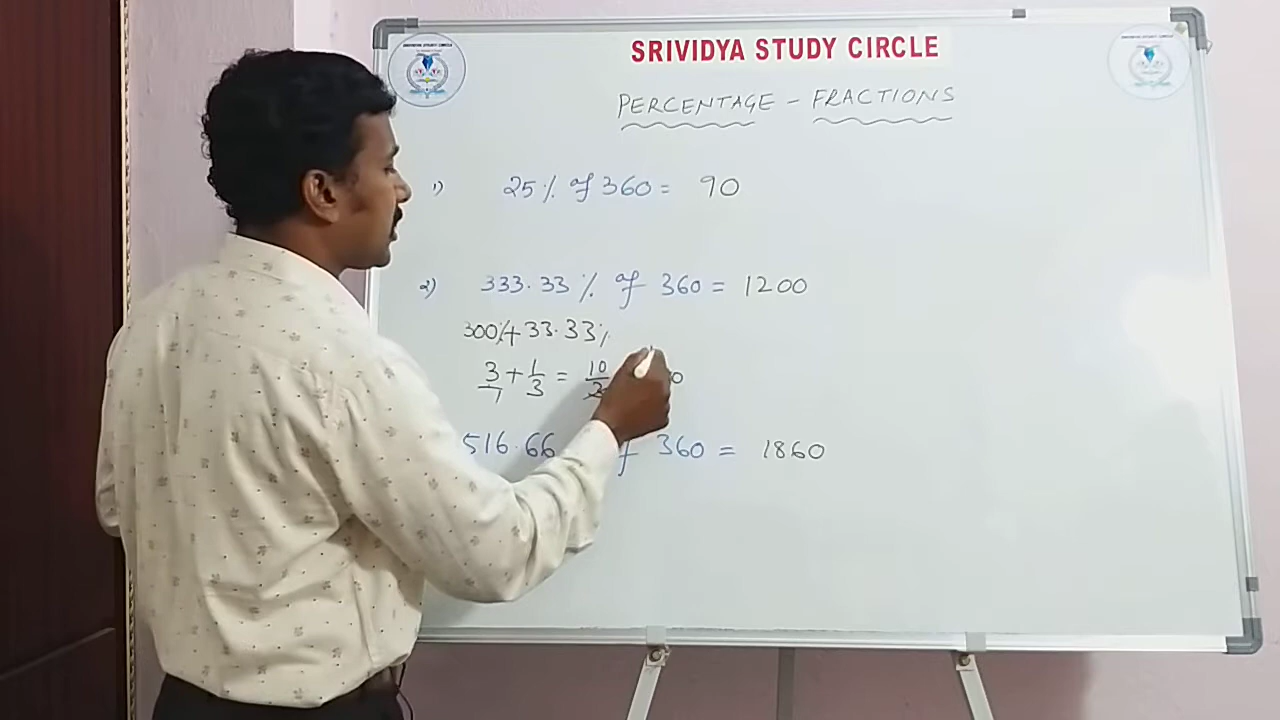 SRIVIDYA STUDY CIRCLE
PERCENTAGE - FRACTIONS
1) 25% of 360 = 90
2) 333.33% of 360 = 1200
300% + 33.33%
3/1 + 1/3 = 10/3
516.66 360 = 1860